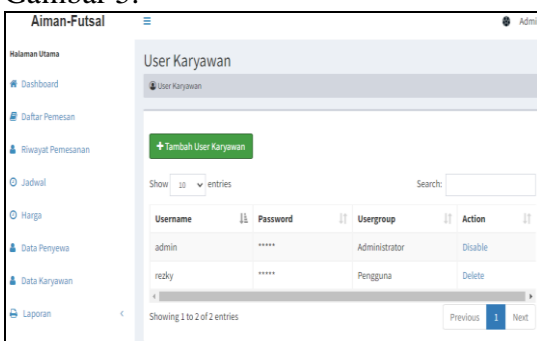 Gambar 5.
Aiman-Futsal
Admi
Halaman Utama
Dashboard
Daftar Pemesan
Riwayat Pemesanan
Jadwal
Harga
Data Penyewa
Data Karyawan
Laporan
User Karyawan
User Karyawan
+ Tambah User Karyawan
Show 10 entries
Search:
Username Password Usergroup Action
admin ***** Administrator Disable
rezky ***** Pengguna Delete
Showing 1 to 2 of 2 entries
Previous 1 Next